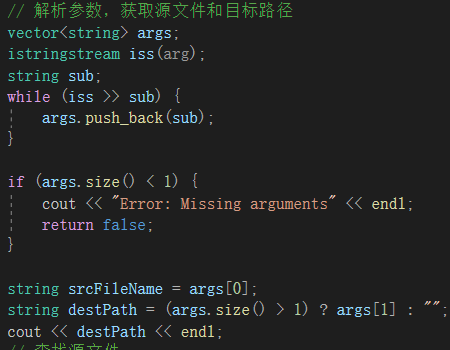 // 解析参数，获取源文件和目标路径
vector<string> args;
istringstream iss(arg);
string sub;
while (iss >> sub) {
    args.push_back(sub);
}
if (args.size() < 1) {
    cout << "Error: Missing arguments" << endl;
    return false;
}
string srcFileName = args[0];
string destPath = (args.size() > 1) ? args[1] : "";
cout << destPath << endl;
// 查找源文件